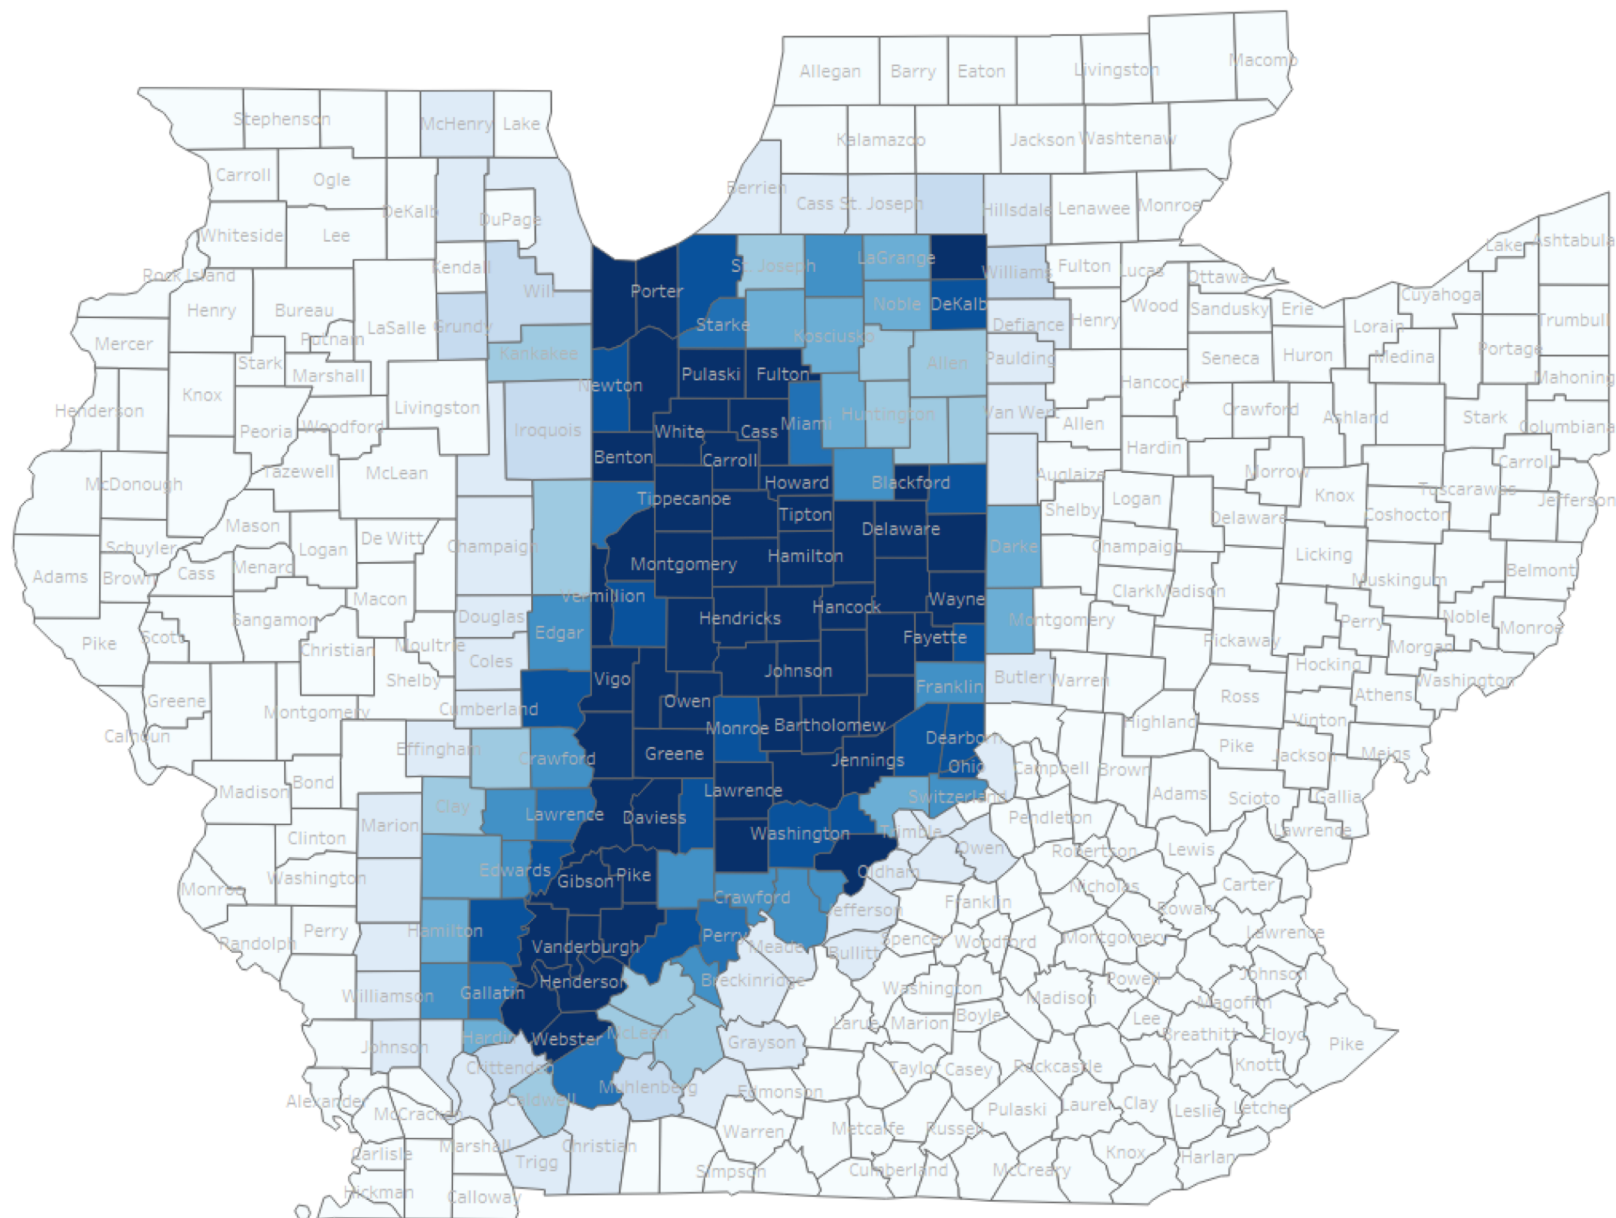 Allegan
Barry
Eaton
Livingston
Macomb
Stephenson
McHenry
Lake
Kalamazoo
Jackson
Washtenaw
Carroll
Ogle
DeKalb
DuPage
Berrien
Cass
St. Joseph
Hillsdale
Lenawee
Monroe
Whiteside
Lee
Rock Island
Kendall
Will
Porter
St. Joseph
LaGrange
Williams
Fulton
Lucas
Ottawa
Lake
Ashtabula
Henry
Bureau
Putnam
LaSalle
Grundy
Starke
Kosciusko
Noble
DeKalb
Defiance
Henry
Wood
Sandusky
Erie
Lorain
Cuyahoga
Medina
Portage
Trumbull
Mercer
Stark
Marshall
Kankakee
Newton
Pulaski
Fulton
Allen
Paulding
Hancock
Seneca
Huron
Mahoning
Henderson
Knox
Peoria
Woodford
Livingston
Iroquois
White
Cass
Miami
Huntington
Van Wert
Allen
Hardin
Crawford
Ashland
Stark
Columbiana
McDonough
Tazewell
McLean
Benton
Carroll
Howard
Blackford
Auglaize
Morrow
Knox
Carroll
Tuscarawas
Jefferson
Mason
Schuyler
Logan
De Witt
Champaign
Tippecanoe
Tipton
Delaware
Shelby
Logan
Delaware
Coshocton
Adams
Brown
Cass
Menard
Macon
Montgomery
Hamilton
Darke
Champaign
Licking
Muskingum
Belmont
Pike
Scott
Sangamon
Christian
Moultrie
Douglas
Edgar
Vermillion
Hendricks
Hancock
Wayne
Fayette
Montgomery
Clark
Madison
Pickaway
Perry
Noble
Monroe
Morgan
Greene
Shelby
Coles
Vigo
Johnson
Franklin
Butler
Warren
Ross
Hocking
Athens
Washington
Calhoun
Montgomery
Cumberland
Owen
Monroe
Bartholomew
Highland
Vinton
Pike
Jackson
Meigs
Effingham
Crawford
Greene
Jennings
Dearborn
Ohio
Campbell
Brown
Madison
Bond
Clay
Lawrence
Daviess
Lawrence
Switzerland
Adams
Scioto
Gallia
Clinton
Marion
Washington
Trimble
Pendleton
Lawrence
Monroe
Washington
Edwards
Gibson
Pike
Crawford
Oldham
Owen
Robertson
Lewis
Nicholas
Carter
Randolph
Perry
Hamilton
Vanderburgh
Perry
Meade
Jefferson
Franklin
Rowan
Bullitt
Spencer
Woodford
Montgomery
Lawrence
Williamson
Gallatin
Henderson
Breckinridge
Washington
Powell
Johnson
Madison
Magoffin
Johnson
Hardin
Webster
McLean
Grayson
Larue
Marion
Boyle
Lee
Breathitt
Floyd
Pike
Crittenden
Muhlenberg
Edmonson
Taylor
Casey
Rockcastle
Knott
Alexander
McCracken
Caldwell
Pulaski
Laurel
Clay
Leslie
Letcher
Carlisle
Marshall
Christian
Warren
Metcalfe
Russell
Knox
Harlan
Hickman
Calloway
Trigg
Simpson
Cumberland
McCreary